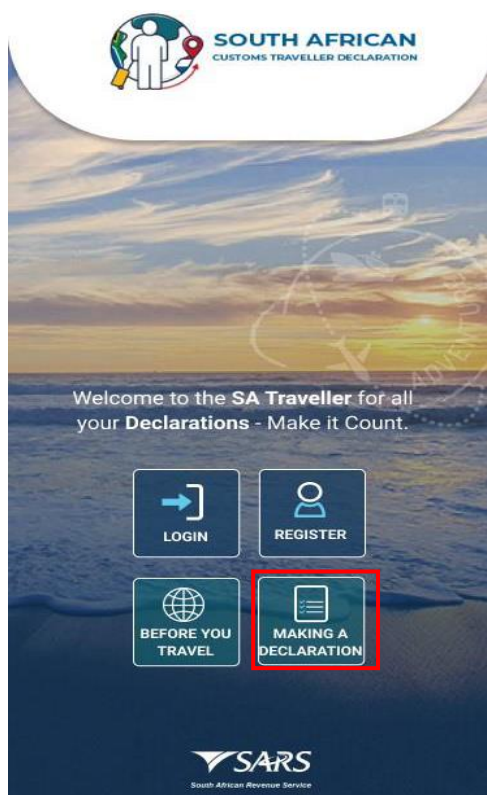 SOUTH AFRICAN
CUSTOMS TRAVELLER DECLARATION
ADVENTURE
Welcome to the SA Traveller for all
your Declarations - Make it Count.
LOGIN
REGISTER
BEFORE YOU
TRAVEL
MAKING A
DECLARATION
SARS
South African Revenue Service